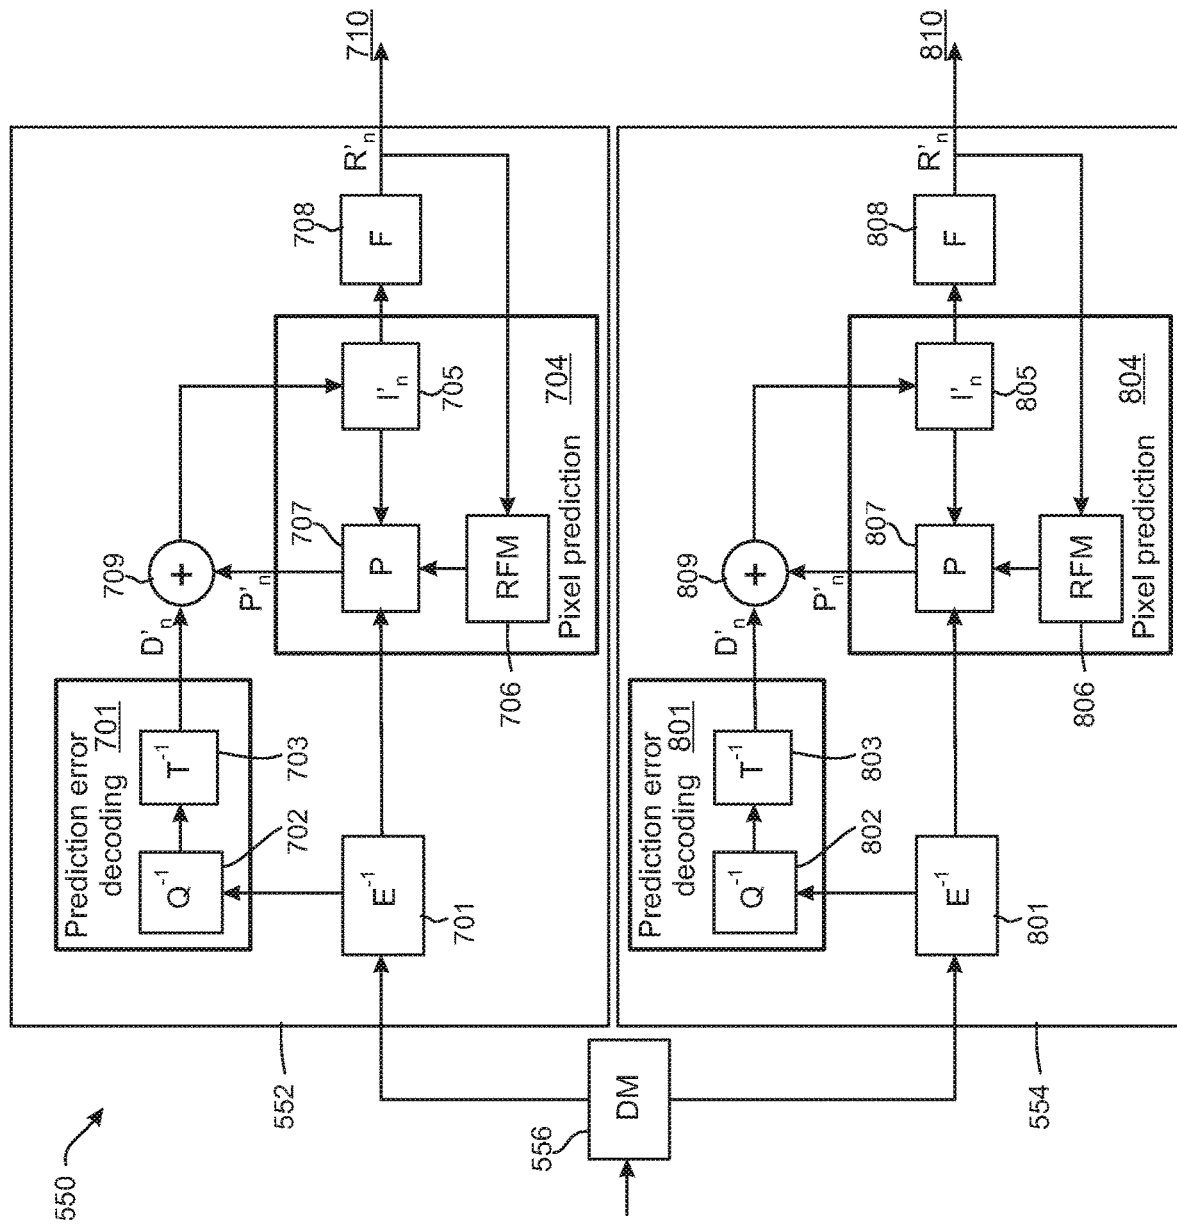 550
552
Prediction error
decoding 701
Q⁻¹
702
T⁻¹
703
E⁻¹
701
D'ₙ
P'ₙ
709
+
707
P
I'ₙ
705
704
RFM
706
Pixel prediction
708
F
R'ₙ
710
556
DM
554
Prediction error
decoding 801
Q⁻¹
802
T⁻¹
803
E⁻¹
801
D'ₙ
P'ₙ
809
+
807
P
I'ₙ
805
804
RFM
806
Pixel prediction
808
F
R'ₙ
810